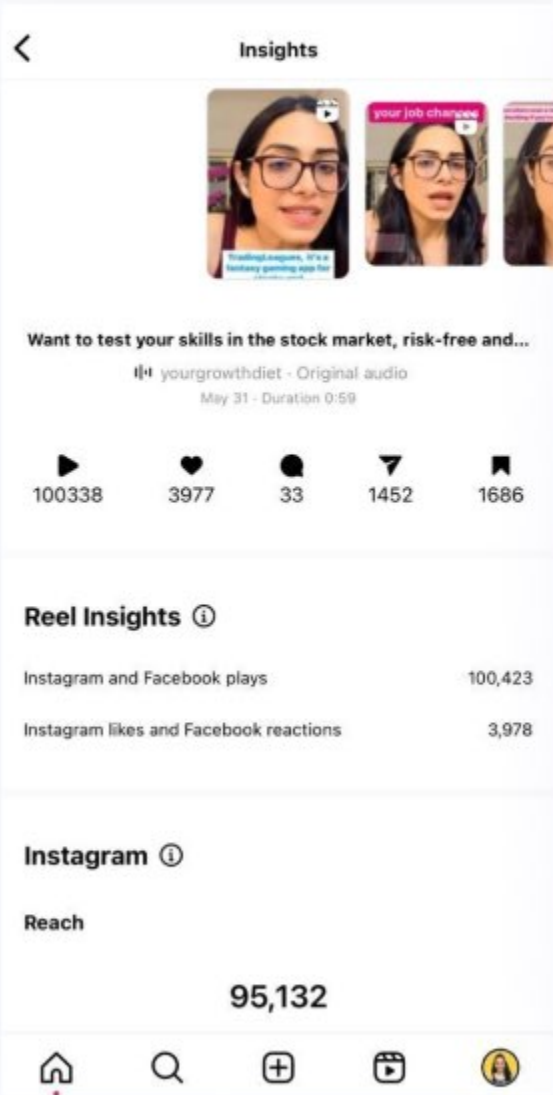 Insights
your job chances
TradingLeagues, it's a
fantasy gaming app for
Want to test your skills in the stock market, risk-free and...
yourgrowthdiet · Original audio
May 31 · Duration 0:59
100338 3977 33 1452 1686
Reel Insights
Instagram and Facebook plays 100,423
Instagram likes and Facebook reactions 3,978
Instagram
Reach
95,132